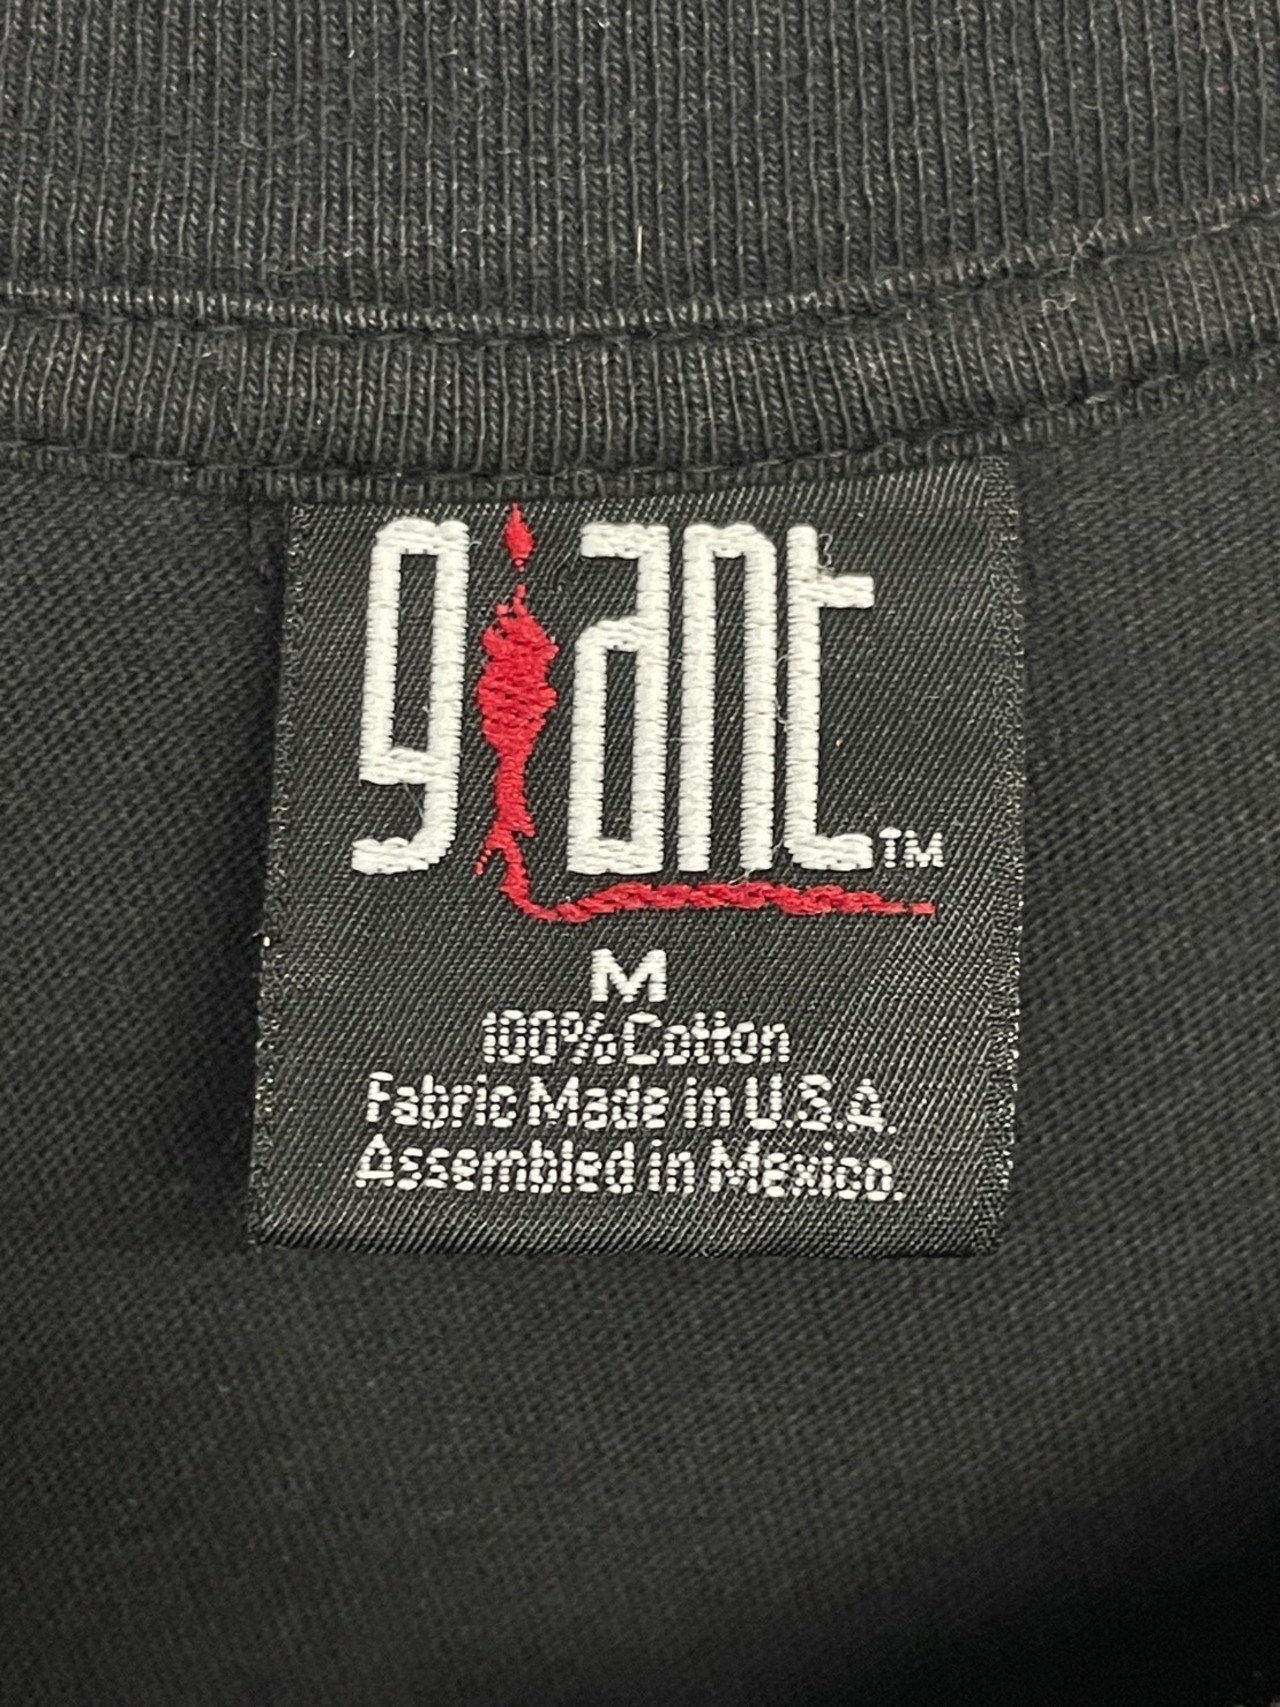 giant™
M
100% Cotton
Fabric Made in U.S.A.
Assembled in Mexico.